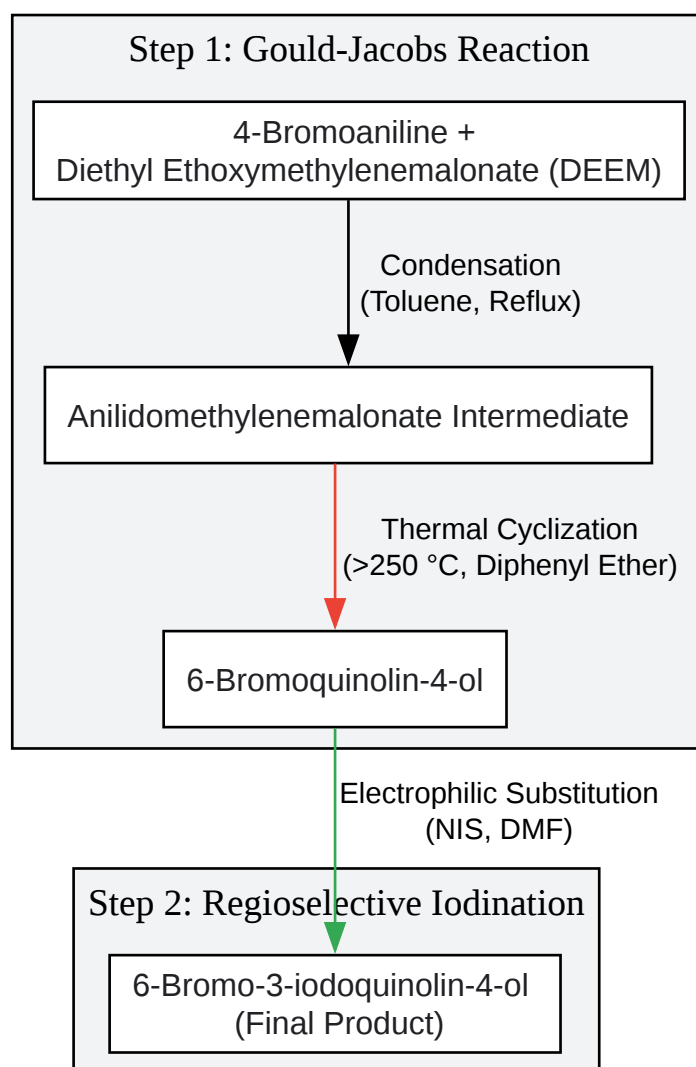 Step 1: Gould-Jacobs Reaction
4-Bromoaniline +
Diethyl Ethoxymethylenemalonate (DEEM)
Condensation
(Toluene, Reflux)
Anilidomethylenemalonate Intermediate
Thermal Cyclization
(>250 °C, Diphenyl Ether)
6-Bromoquinolin-4-ol
Electrophilic Substitution
(NIS, DMF)
Step 2: Regioselective Iodination
6-Bromo-3-iodoquinolin-4-ol
(Final Product)